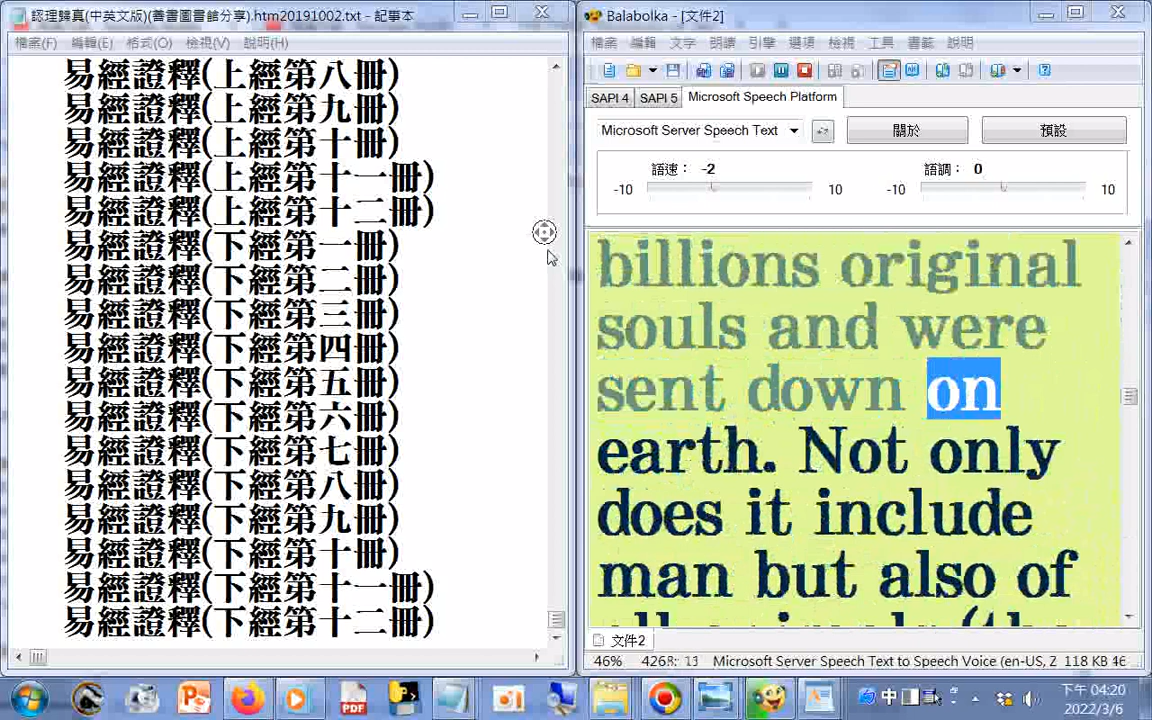 認理歸真(中英文版)(善書圖書館分享).htm20191002.txt - 記事本
檔案(F) 編輯(E) 格式(O) 檢視(V) 說明(H)
易經證釋(上經第八冊)
易經證釋(上經第九冊)
易經證釋(上經第十冊)
易經證釋(上經第十一冊)
易經證釋(上經第十二冊)
易經證釋(下經第一冊)
易經證釋(下經第二冊)
易經證釋(下經第三冊)
易經證釋(下經第四冊)
易經證釋(下經第五冊)
易經證釋(下經第六冊)
易經證釋(下經第七冊)
易經證釋(下經第八冊)
易經證釋(下經第九冊)
易經證釋(下經第十冊)
易經證釋(下經第十一冊)
易經證釋(下經第十二冊)
Balabolka - [文件2]
檔案 編輯 文字 朗讀 引擎 選項 檢視 工具 書籤 說明
SAPI 4 SAPI 5 Microsoft Speech Platform
Microsoft Server Speech Text 關於 預設
語速： -2 語調： 0
-10 10 -10 10
billions original
souls and were
sent down on
earth. Not only
does it include
man but also of
文件2
46% 4268: 13 Microsoft Server Speech Text to Speech Voice (en-US, Z 118 KB 46
中 下午 04:20
2022/3/6